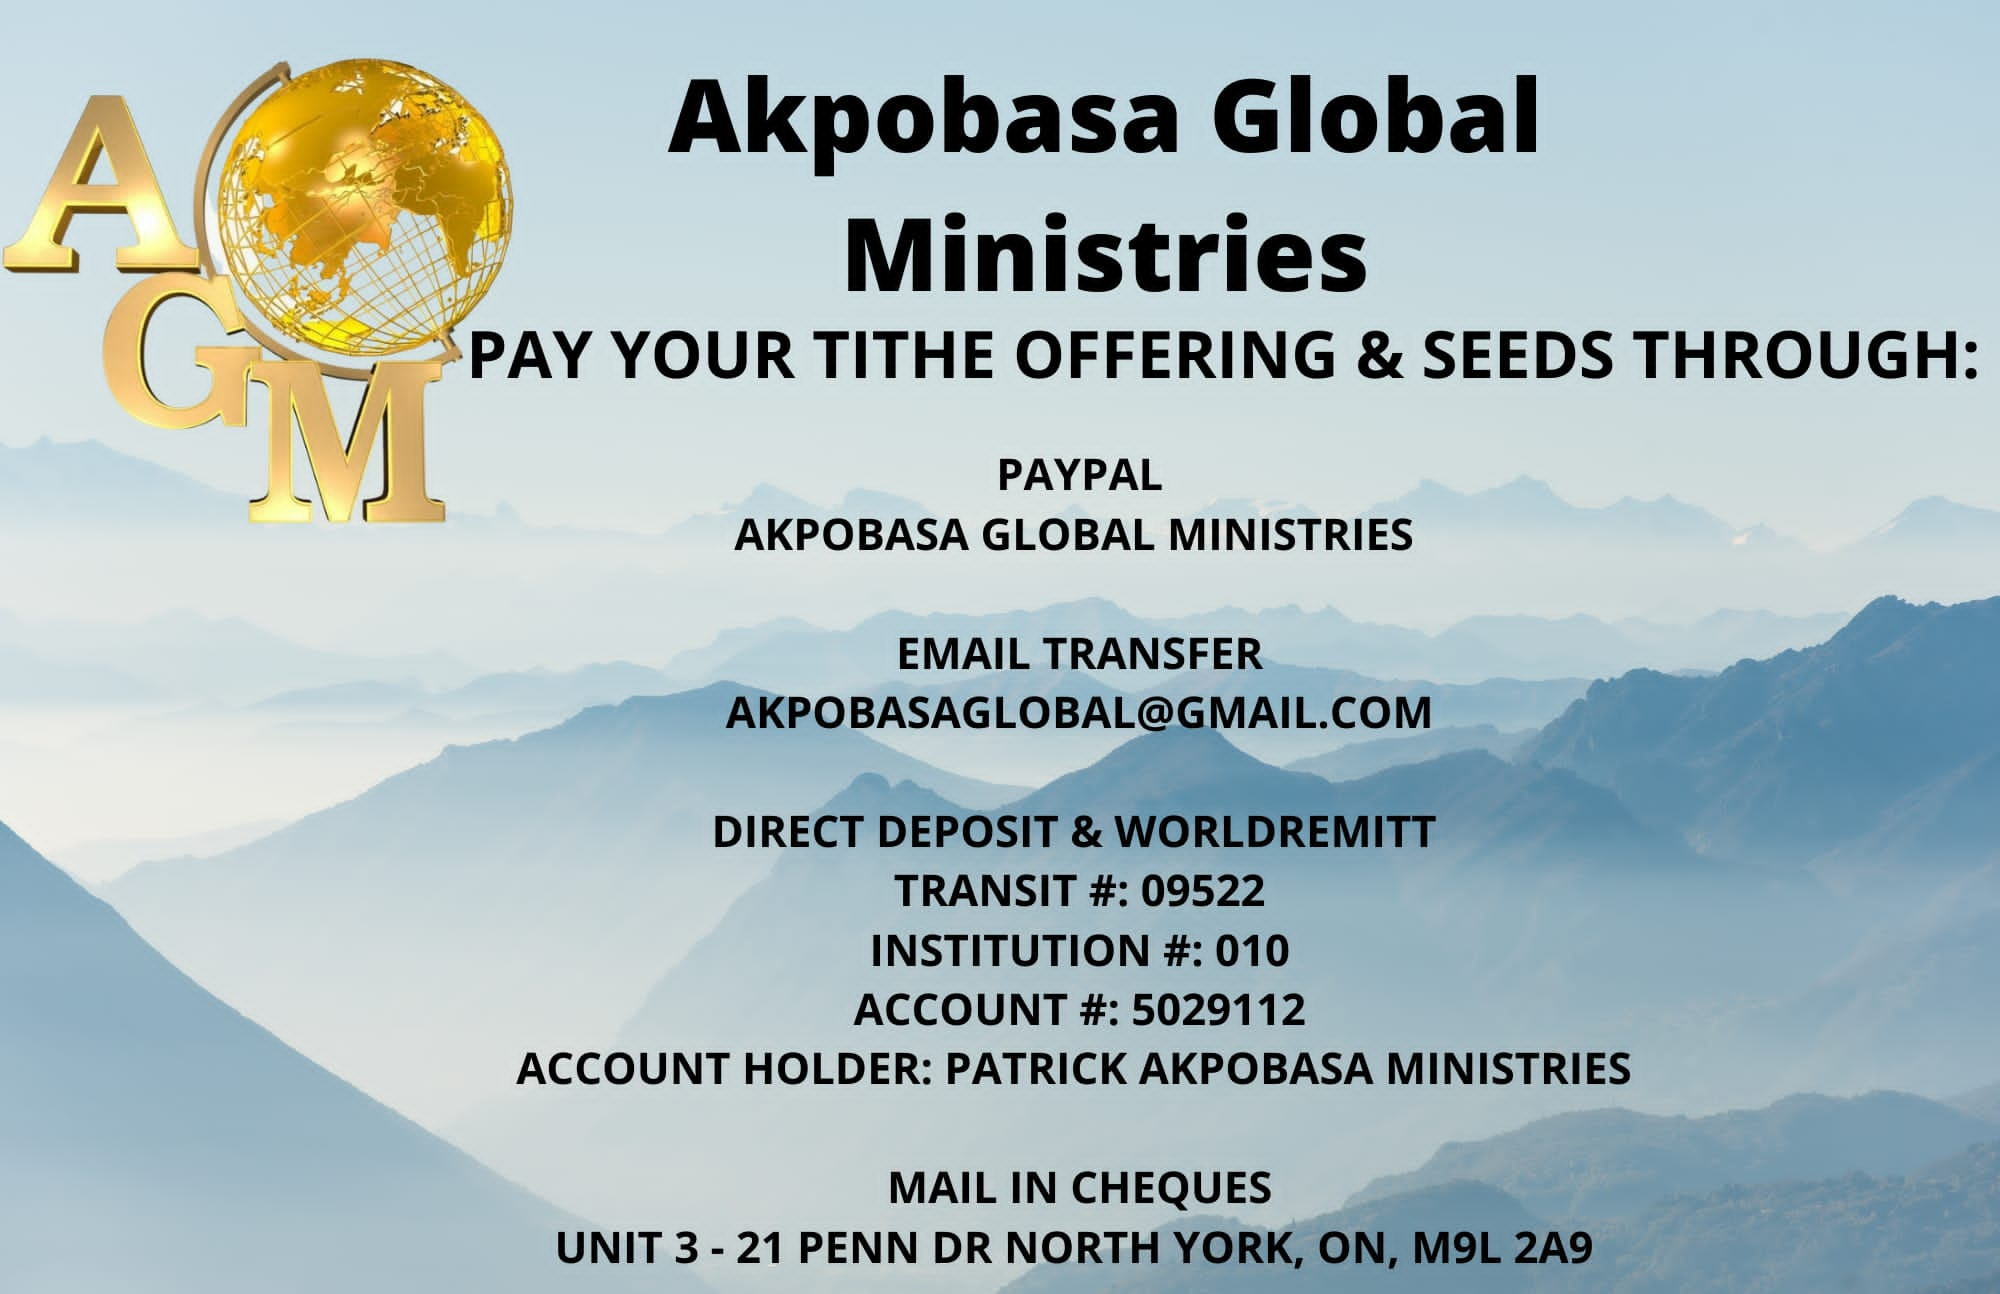 AGM
Akpobasa Global
Ministries
PAY YOUR TITHE OFFERING & SEEDS THROUGH:
PAYPAL
AKPOBASA GLOBAL MINISTRIES
EMAIL TRANSFER
AKPOBASAGLOBAL@GMAIL.COM
DIRECT DEPOSIT & WORLDREMITT
TRANSIT #: 09522
INSTITUTION #: 010
ACCOUNT #: 5029112
ACCOUNT HOLDER: PATRICK AKPOBASA MINISTRIES
MAIL IN CHEQUES
UNIT 3 - 21 PENN DR NORTH YORK, ON, M9L 2A9